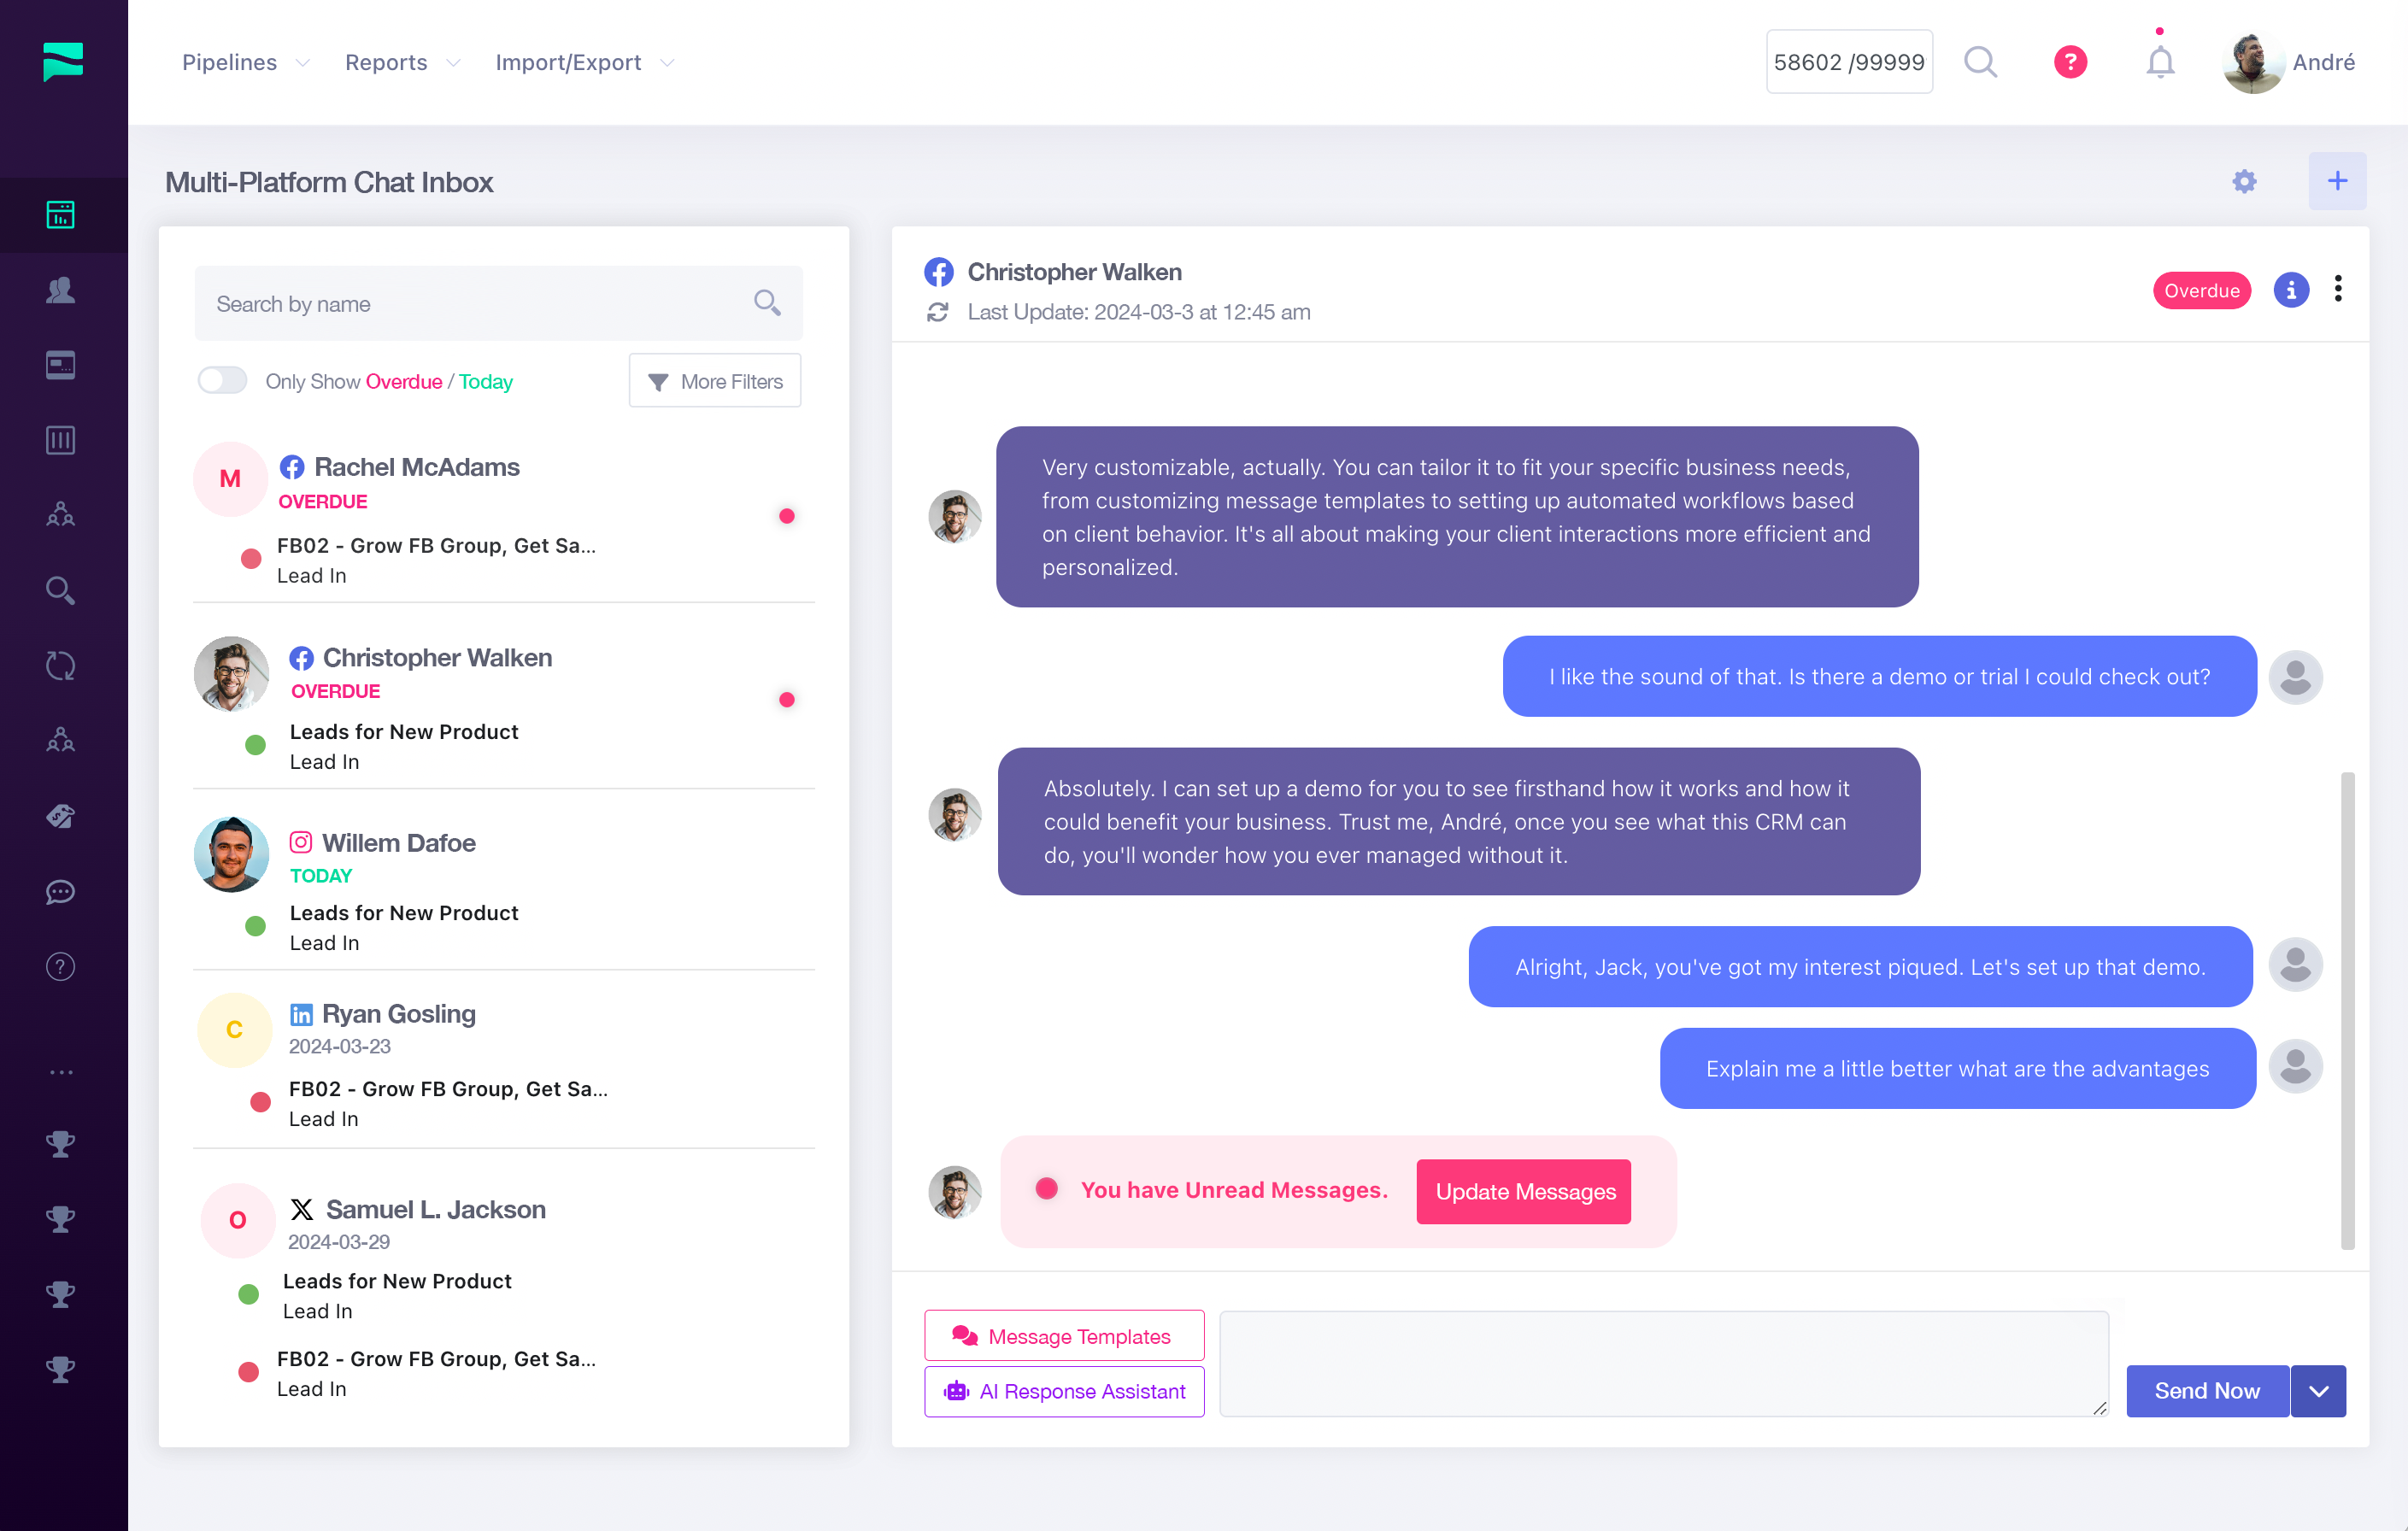 Pipelines
Reports
Import/Export
58602 /99999
?
André
Multi-Platform Chat Inbox
Search by name
Only Show Overdue / Today
More Filters
M
Rachel McAdams
OVERDUE
FB02 - Grow FB Group, Get Sa...
Lead In
Christopher Walken
OVERDUE
Leads for New Product
Lead In
Willem Dafoe
TODAY
Leads for New Product
Lead In
C
Ryan Gosling
2024-03-23
FB02 - Grow FB Group, Get Sa...
Lead In
O
Samuel L. Jackson
2024-03-29
Leads for New Product
Lead In
FB02 - Grow FB Group, Get Sa...
Lead In
Christopher Walken
Last Update: 2024-03-3 at 12:45 am
Overdue
Very customizable, actually. You can tailor it to fit your specific business needs,
from customizing message templates to setting up automated workflows based
on client behavior. It's all about making your client interactions more efficient and
personalized.
I like the sound of that. Is there a demo or trial I could check out?
Absolutely. I can set up a demo for you to see firsthand how it works and how it
could benefit your business. Trust me, André, once you see what this CRM can
do, you'll wonder how you ever managed without it.
Alright, Jack, you've got my interest piqued. Let's set up that demo.
Explain me a little better what are the advantages
You have Unread Messages.
Update Messages
Message Templates
AI Response Assistant
Send Now